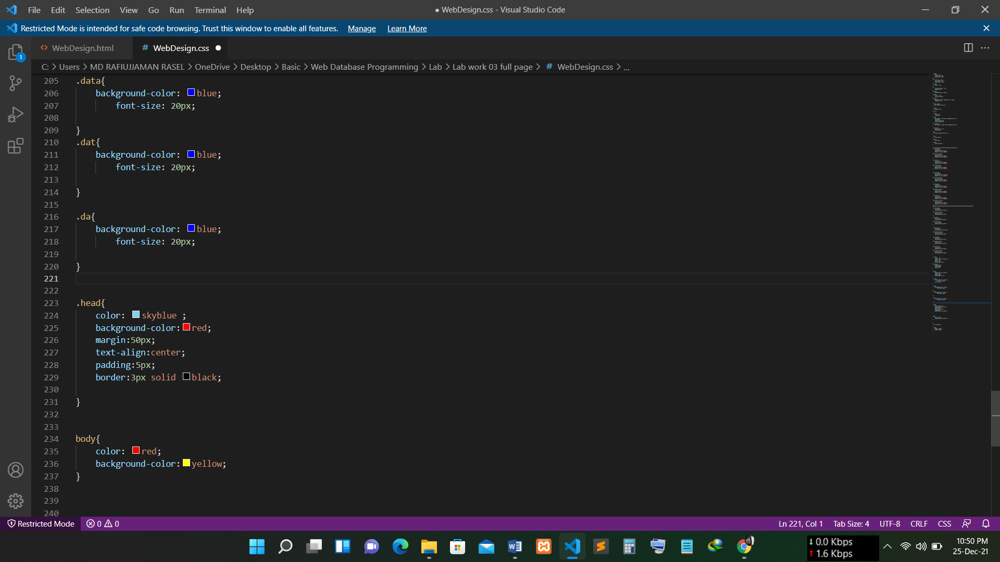 File Edit Selection View Go Run Terminal Help ● WebDesign.css - Visual Studio Code
Restricted Mode is intended for safe code browsing. Trust this window to enable all features. Manage Learn More
<> WebDesign.html # WebDesign.css ●
C: > Users > MD RAFIUJJAMAN RASEL > OneDrive > Desktop > Basic > Web Database Programming > Lab > Lab work 03 full page > # WebDesign.css > ...
1
205 .data{
206 background-color: blue;
207 font-size: 20px;
208
209 }
210 .dat{
211 background-color: blue;
212 font-size: 20px;
213
214 }
215
216 .da{
217 background-color: blue;
218 font-size: 20px;
219
220 }
221
222
223 .head{
224 color: skyblue ;
225 background-color:red;
226 margin:50px;
227 text-align:center;
228 padding:5px;
229 border:3px solid black;
230
231 }
232
233
234 body{
235 color: red;
236 background-color:yellow;
237 }
238
239
240
Restricted Mode 0 0 Ln 221, Col 1 Tab Size: 4 UTF-8 CRLF CSS
↓ 0.0 Kbps
↑ 1.6 Kbps
10:50 PM
25-Dec-21